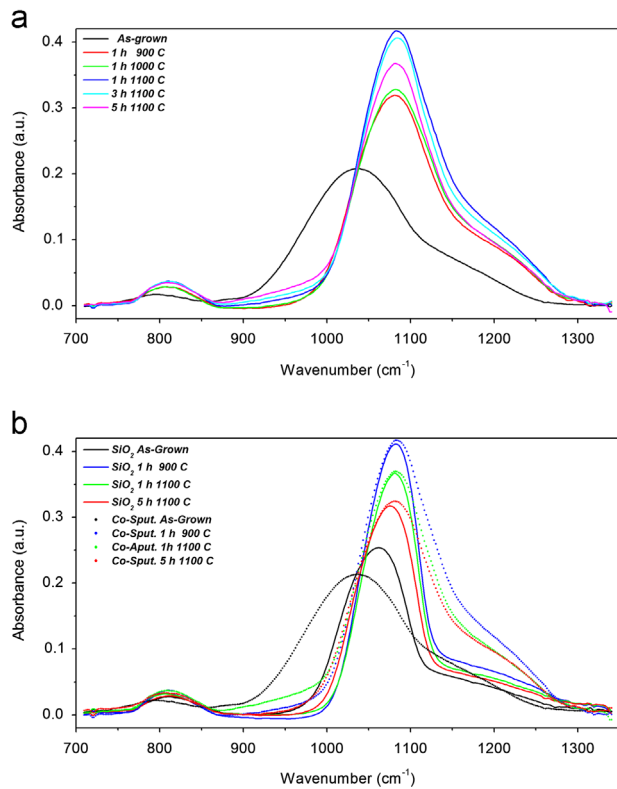 a
0.4
0.3
0.2
0.1
0.0
Absorbance (a.u.)
As-grown
1 h 900 C
1 h 1000 C
1 h 1100 C
3 h 1100 C
5 h 1100 C
700 800 900 1000 1100 1200 1300
Wavenumber (cm⁻¹)
b
0.4
0.3
0.2
0.1
0.0
Absorbance (a.u.)
SiO₂ As-Grown
SiO₂ 1 h 900 C
SiO₂ 1 h 1100 C
SiO₂ 5 h 1100 C
Co-Sput. As-Grown
Co-Sput. 1 h 900 C
Co-Aput. 1h 1100 C
Co-Sput. 5 h 1100 C
700 800 900 1000 1100 1200 1300
Wavenumber (cm⁻¹)